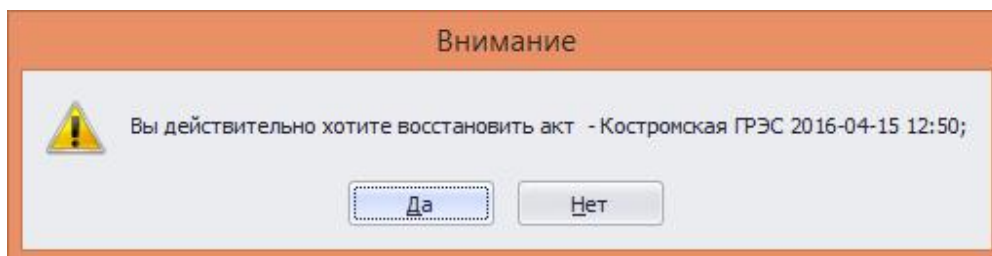 Внимание
Вы действительно хотите восстановить акт - Костромская ГРЭС 2016-04-15 12:50;
Да
Нет